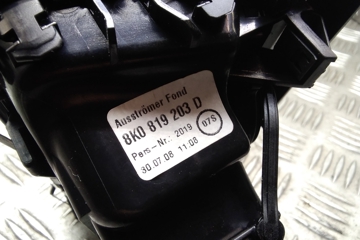 Ausströmer Fond
8K0 819 203 D
Pers-Nr.: 2019
30.07.08 11:08
07S